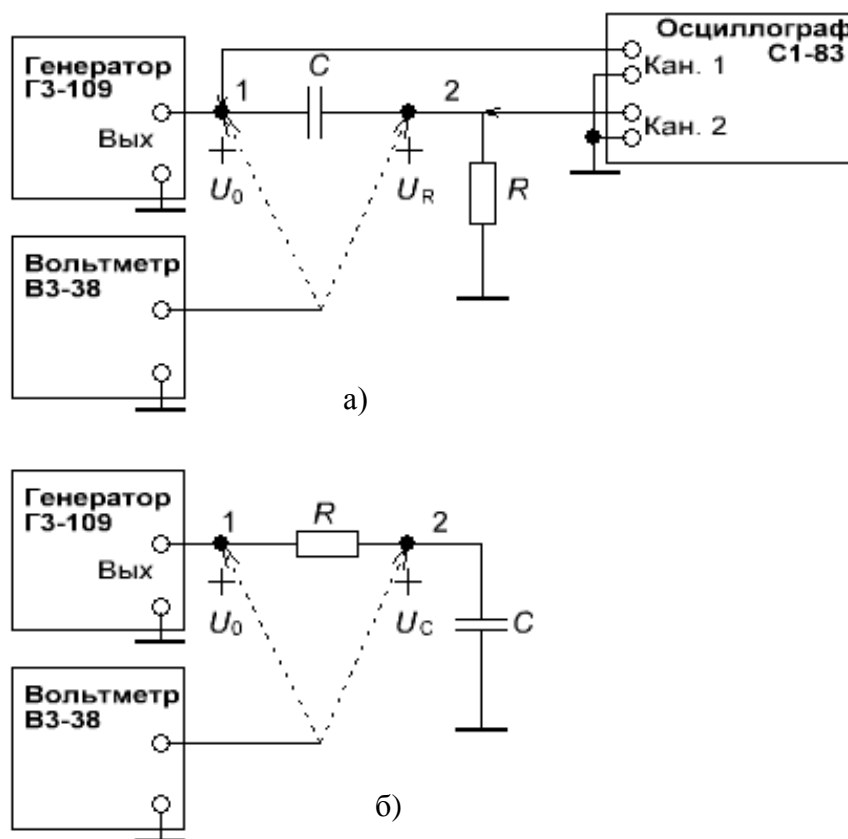 Осциллограф
С1-83
Кан. 1
Кан. 2
Генератор
Г3-109
Вых
1
C
2
+
U0
+
UR
R
Вольтметр
В3-38
а)
Генератор
Г3-109
Вых
1
R
2
+
U0
+
UC
C
Вольтметр
В3-38
б)